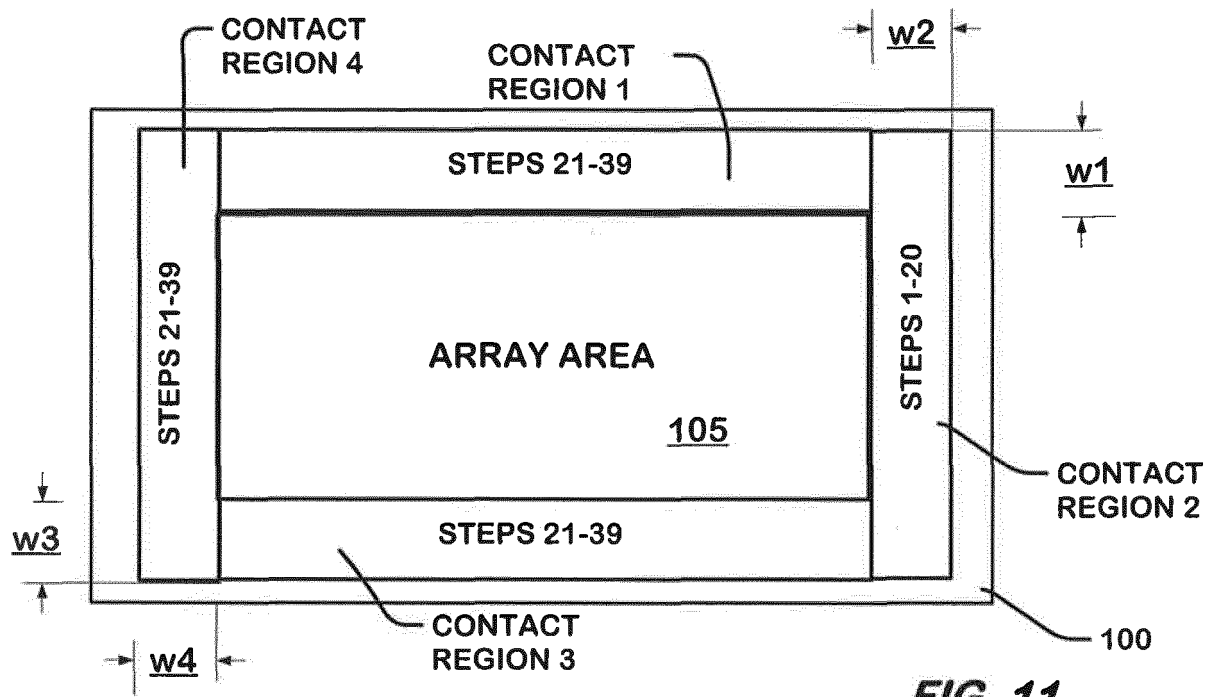 CONTACT
REGION 4
CONTACT
REGION 1
w2
w1
STEPS 21-39
STEPS 21-39
STEPS 1-20
ARRAY AREA
105
CONTACT
REGION 2
STEPS 21-39
w3
w4
CONTACT
REGION 3
100
FIG. 11